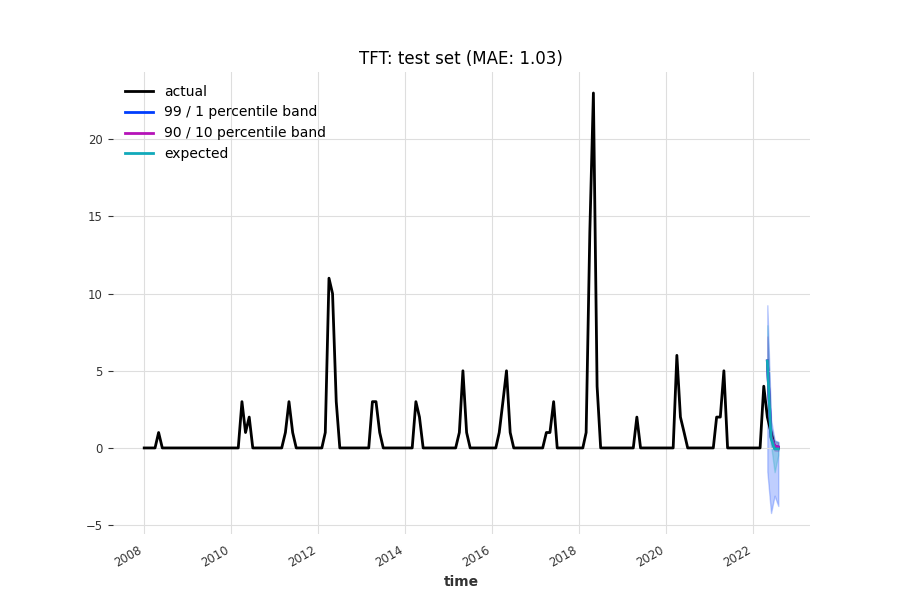 TFT: test set (MAE: 1.03)
actual
99 / 1 percentile band
90 / 10 percentile band
expected
20
15
10
5
0
−5
2008
2010
2012
2014
2016
2018
2020
2022
time